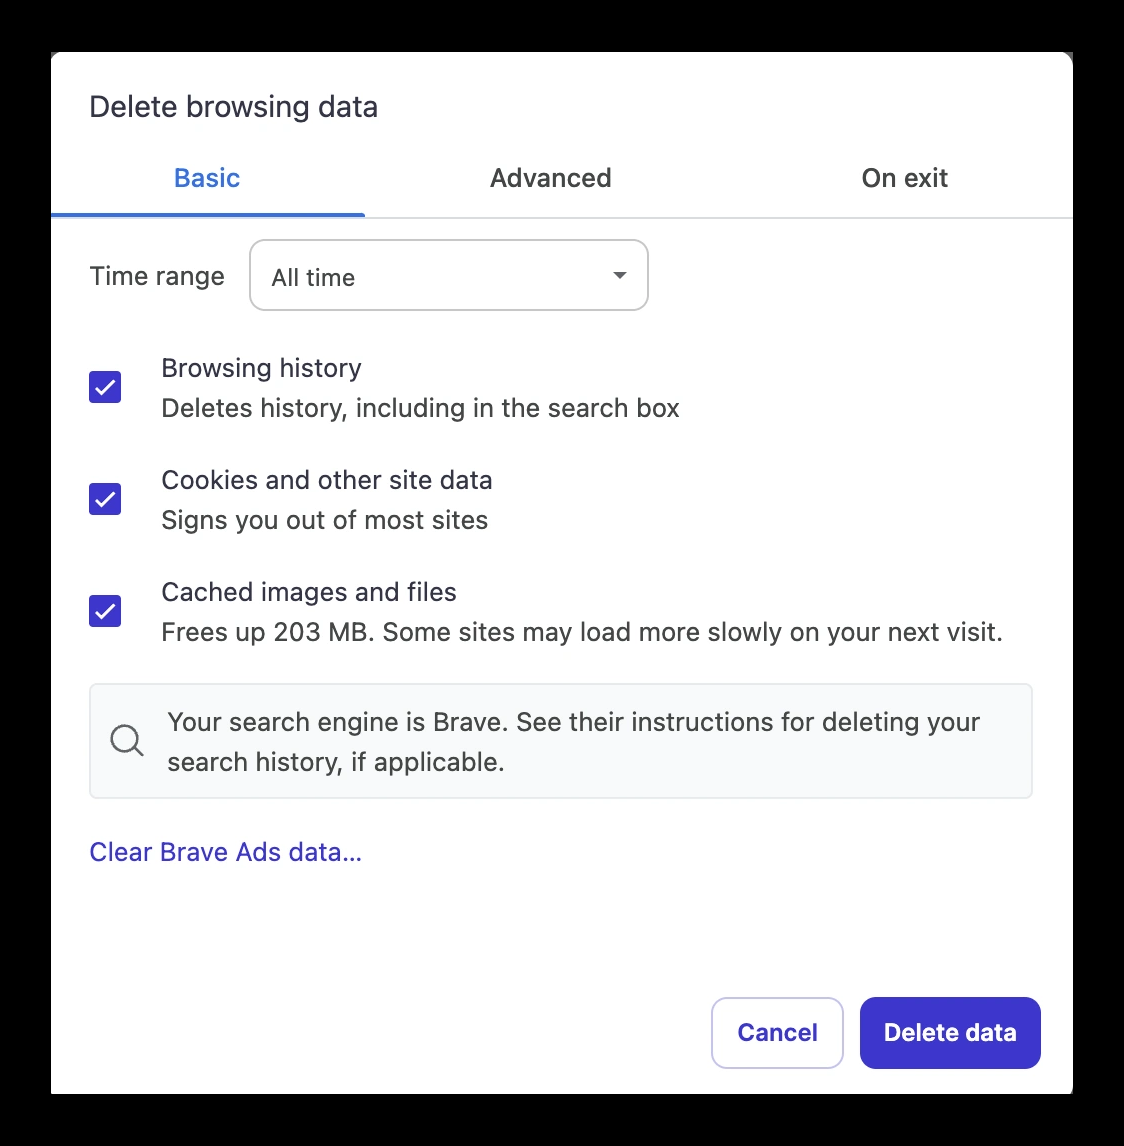 Delete browsing data
Basic
Advanced
On exit
Time range
All time
Browsing history
Deletes history, including in the search box
Cookies and other site data
Signs you out of most sites
Cached images and files
Frees up 203 MB. Some sites may load more slowly on your next visit.
Your search engine is Brave. See their instructions for deleting your
search history, if applicable.
Clear Brave Ads data...
Cancel
Delete data